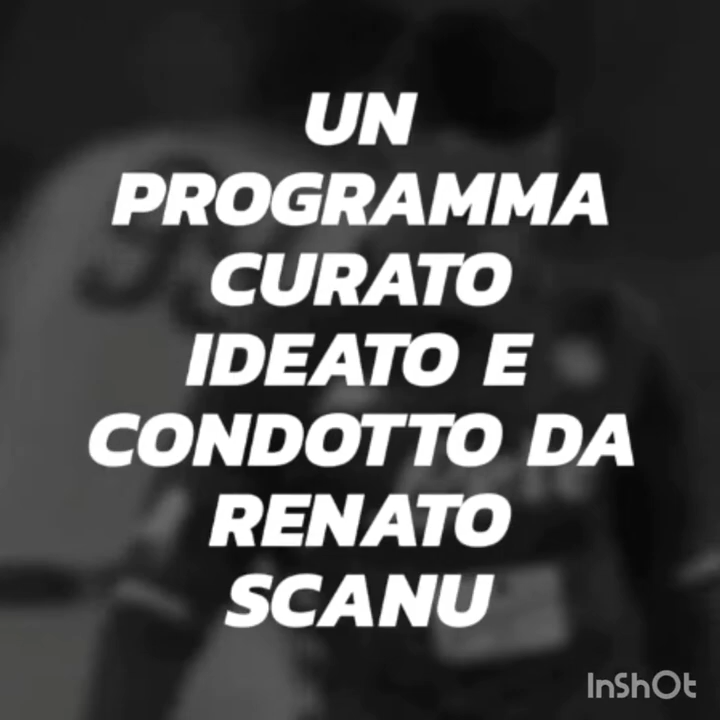 UN
PROGRAMMA
CURATO
IDEATO E
CONDOTTO DA
RENATO
SCANU
InShOt